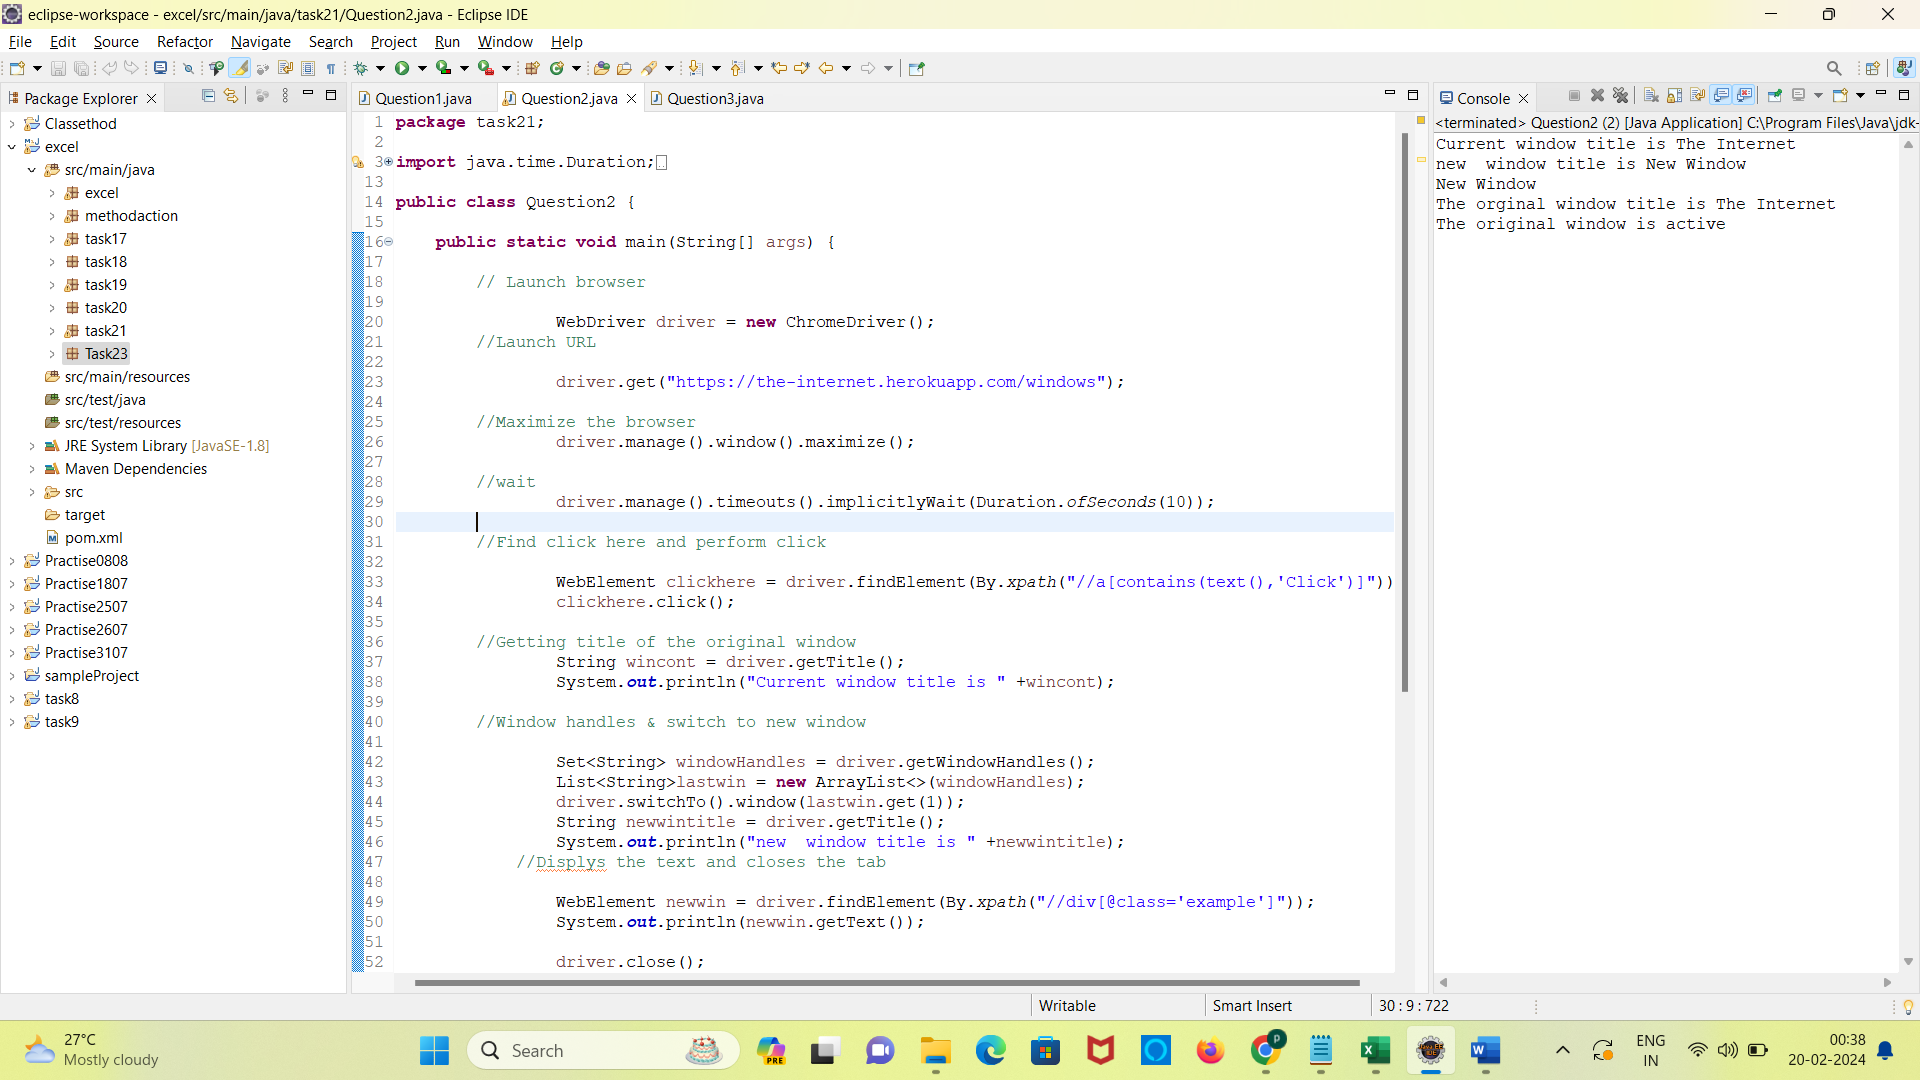 eclipse-workspace - excel/src/main/java/task21/Question2.java - Eclipse IDE
File Edit Source Refactor Navigate Search Project Run Window Help
Package Explorer
Classethod
excel
src/main/java
excel
methodaction
task17
task18
task19
task20
task21
Task23
src/main/resources
src/test/java
src/test/resources
JRE System Library [JavaSE-1.8]
Maven Dependencies
src
target
pom.xml
Practise0808
Practise1807
Practise2507
Practise2607
Practise3107
sampleProject
task8
task9
Question1.java Question2.java Question3.java
1 package task21;
2
3 import java.time.Duration;
13
14 public class Question2 {
15
16 public static void main(String[] args) {
17
18 // Launch browser
19
20 WebDriver driver = new ChromeDriver();
21 //Launch URL
22
23 driver.get("https://the-internet.herokuapp.com/windows");
24
25 //Maximize the browser
26 driver.manage().window().maximize();
27
28 //wait
29 driver.manage().timeouts().implicitlyWait(Duration.ofSeconds(10));
30
31 //Find click here and perform click
32
33 WebElement clickhere = driver.findElement(By.xpath("//a[contains(text(),'Click')]"))
34 clickhere.click();
35
36 //Getting title of the original window
37 String wincont = driver.getTitle();
38 System.out.println("Current window title is " +wincont);
39
40 //Window handles & switch to new window
41
42 Set<String> windowHandles = driver.getWindowHandles();
43 List<String>lastwin = new ArrayList<>(windowHandles);
44 driver.switchTo().window(lastwin.get(1));
45 String newwintitle = driver.getTitle();
46 System.out.println("new  window title is " +newwintitle);
47 //Displys the text and closes the tab
48
49 WebElement newwin = driver.findElement(By.xpath("//div[@class='example']"));
50 System.out.println(newwin.getText());
51
52 driver.close();
Console
<terminated> Question2 (2) [Java Application] C:\Program Files\Java\jdk-
Current window title is The Internet
new  window title is New Window
New Window
The orginal window title is The Internet
The original window is active
Writable Smart Insert 30 : 9 : 722
27°C
Mostly cloudy
Search
PRE
P
ENG
IN
00:38
20-02-2024